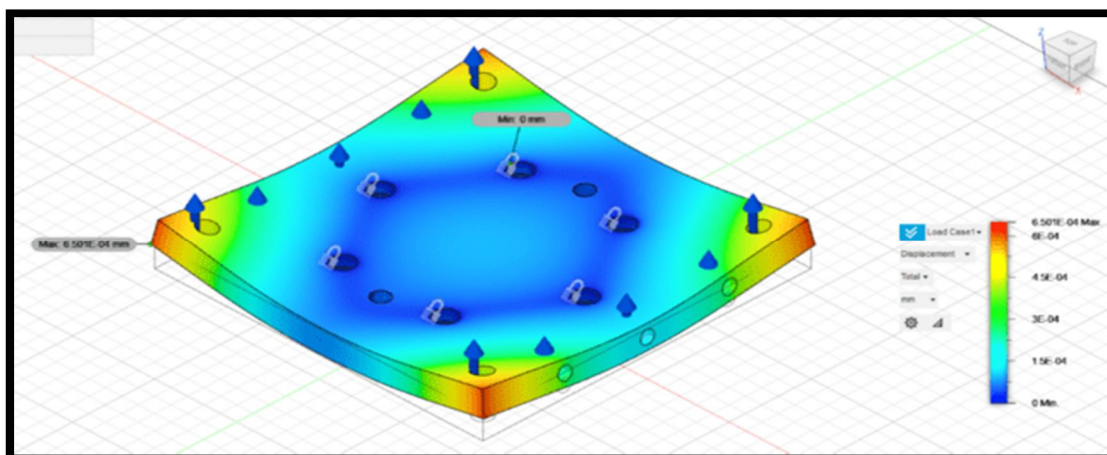 Z
TOP
X
Min: 0 mm
Max: 6.501E-04 mm
Load Case1
Displacement
Total
mm
6.501E-04 Max.
6E-04
4.5E-04
3E-04
1.5E-04
0 Min.